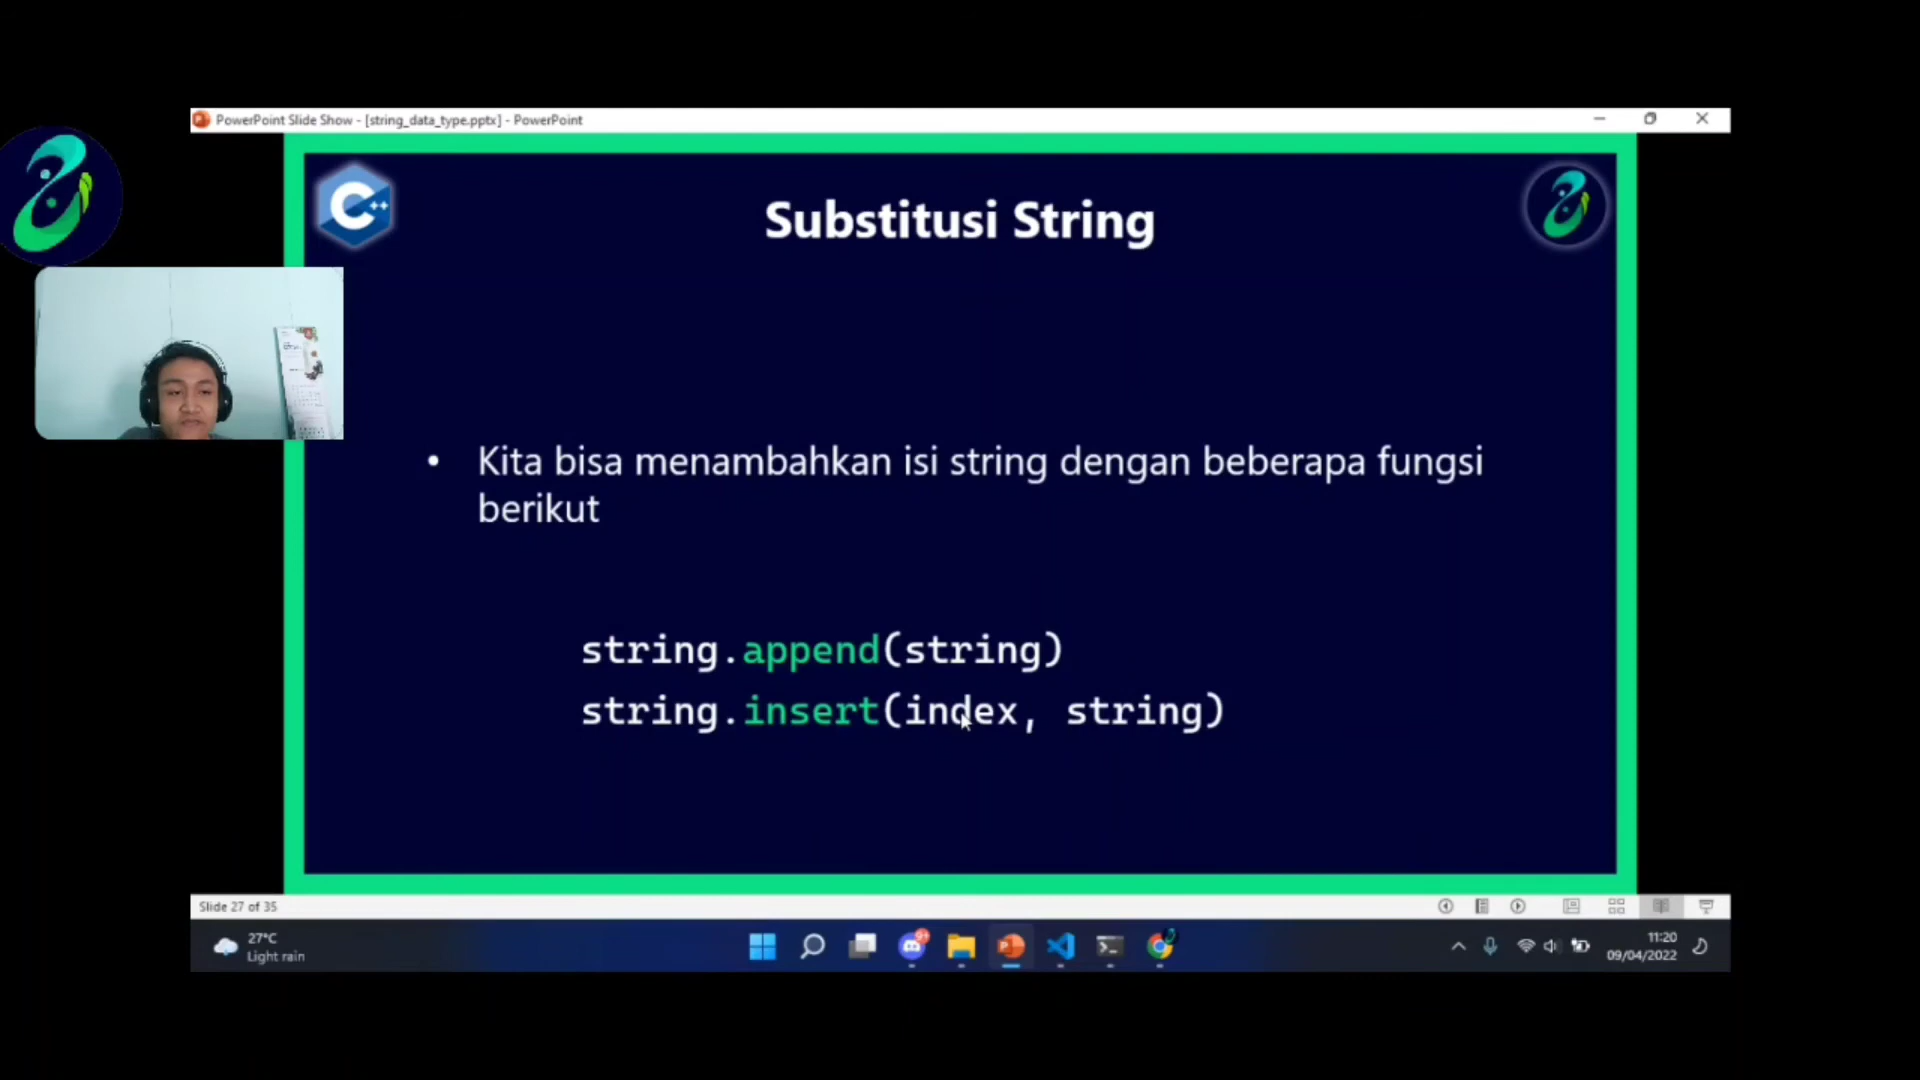 PowerPoint Slide Show - [string_data_type.pptx] - PowerPoint
C++
Substitusi String
• Kita bisa menambahkan isi string dengan beberapa fungsi
berikut
string.append(string)
string.insert(index, string)
Slide 27 of 35
27°C
Light rain
9+
11:20
09/04/2022